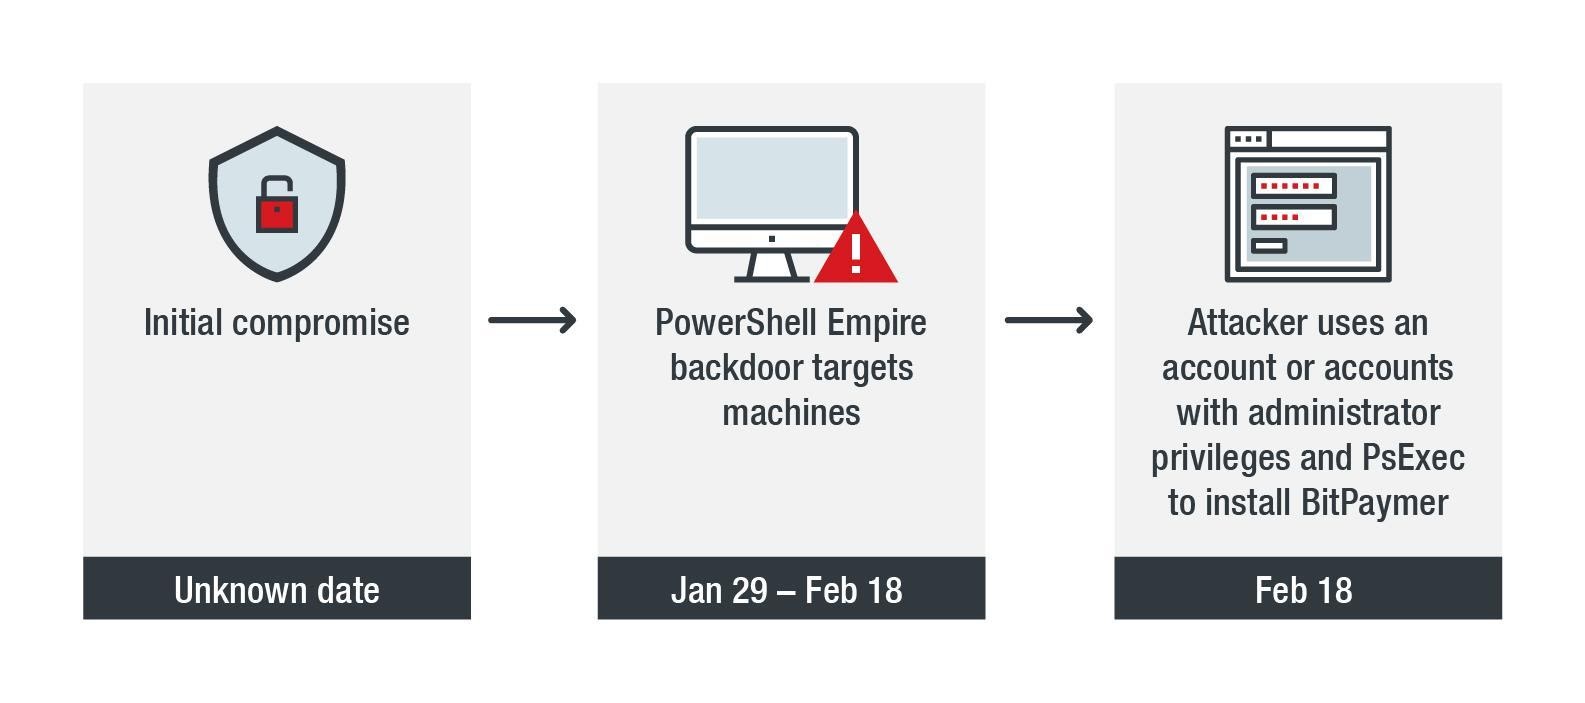 Initial compromise
Unknown date
PowerShell Empire
backdoor targets
machines
Jan 29 – Feb 18
Attacker uses an
account or accounts
with administrator
privileges and PsExec
to install BitPaymer
Feb 18